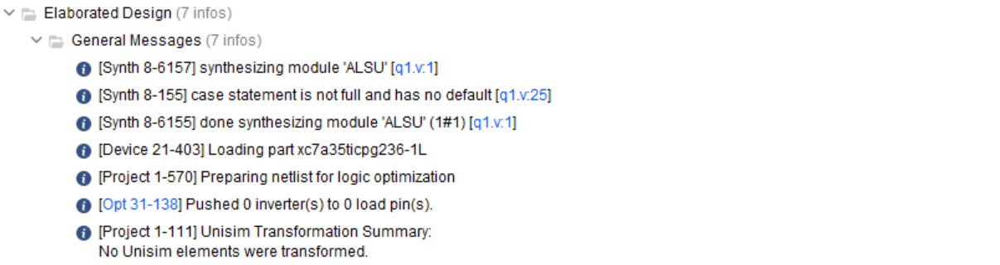 Elaborated Design (7 infos)
General Messages (7 infos)
[Synth 8-6157] synthesizing module 'ALSU' [q1.v:1]
[Synth 8-155] case statement is not full and has no default [q1.v:25]
[Synth 8-6155] done synthesizing module 'ALSU' (1#1) [q1.v:1]
[Device 21-403] Loading part xc7a35ticpg236-1L
[Project 1-570] Preparing netlist for logic optimization
[Opt 31-138] Pushed 0 inverter(s) to 0 load pin(s).
[Project 1-111] Unisim Transformation Summary:
No Unisim elements were transformed.